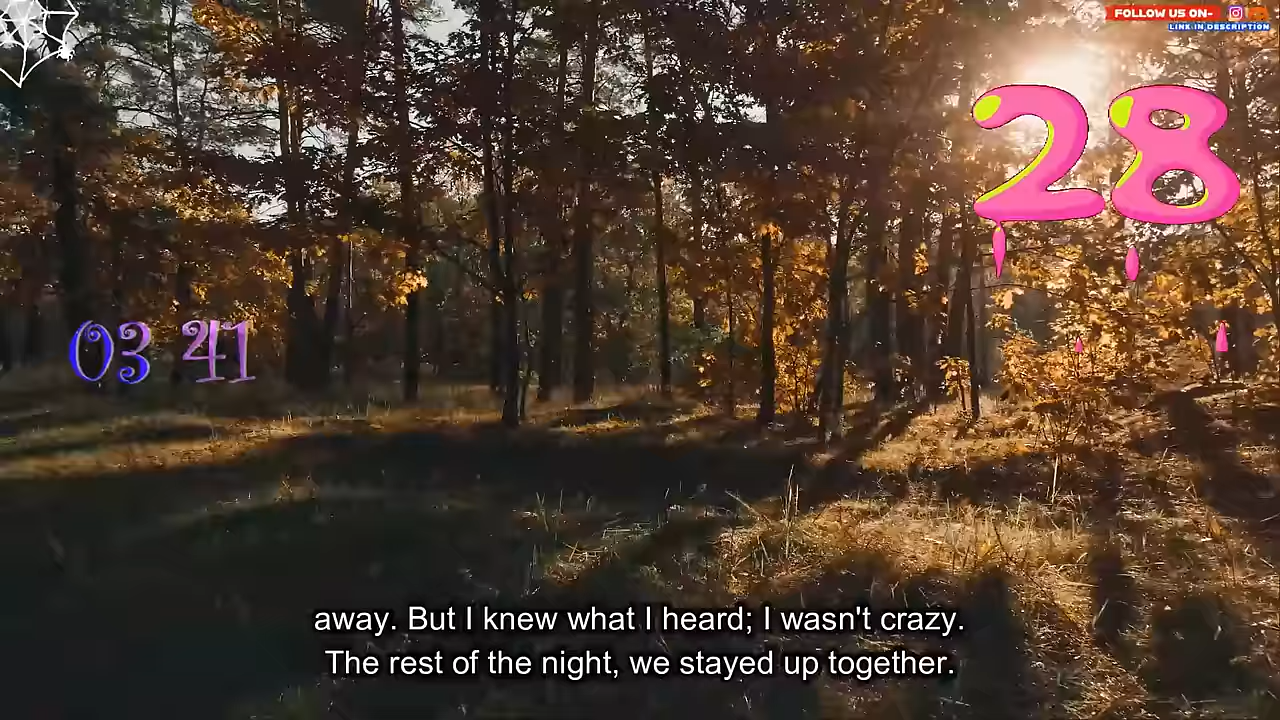 FOLLOW US ON-
LINK IN DESCRIPTION
28
03 41
away. But I knew what I heard; I wasn't crazy.
The rest of the night, we stayed up together.